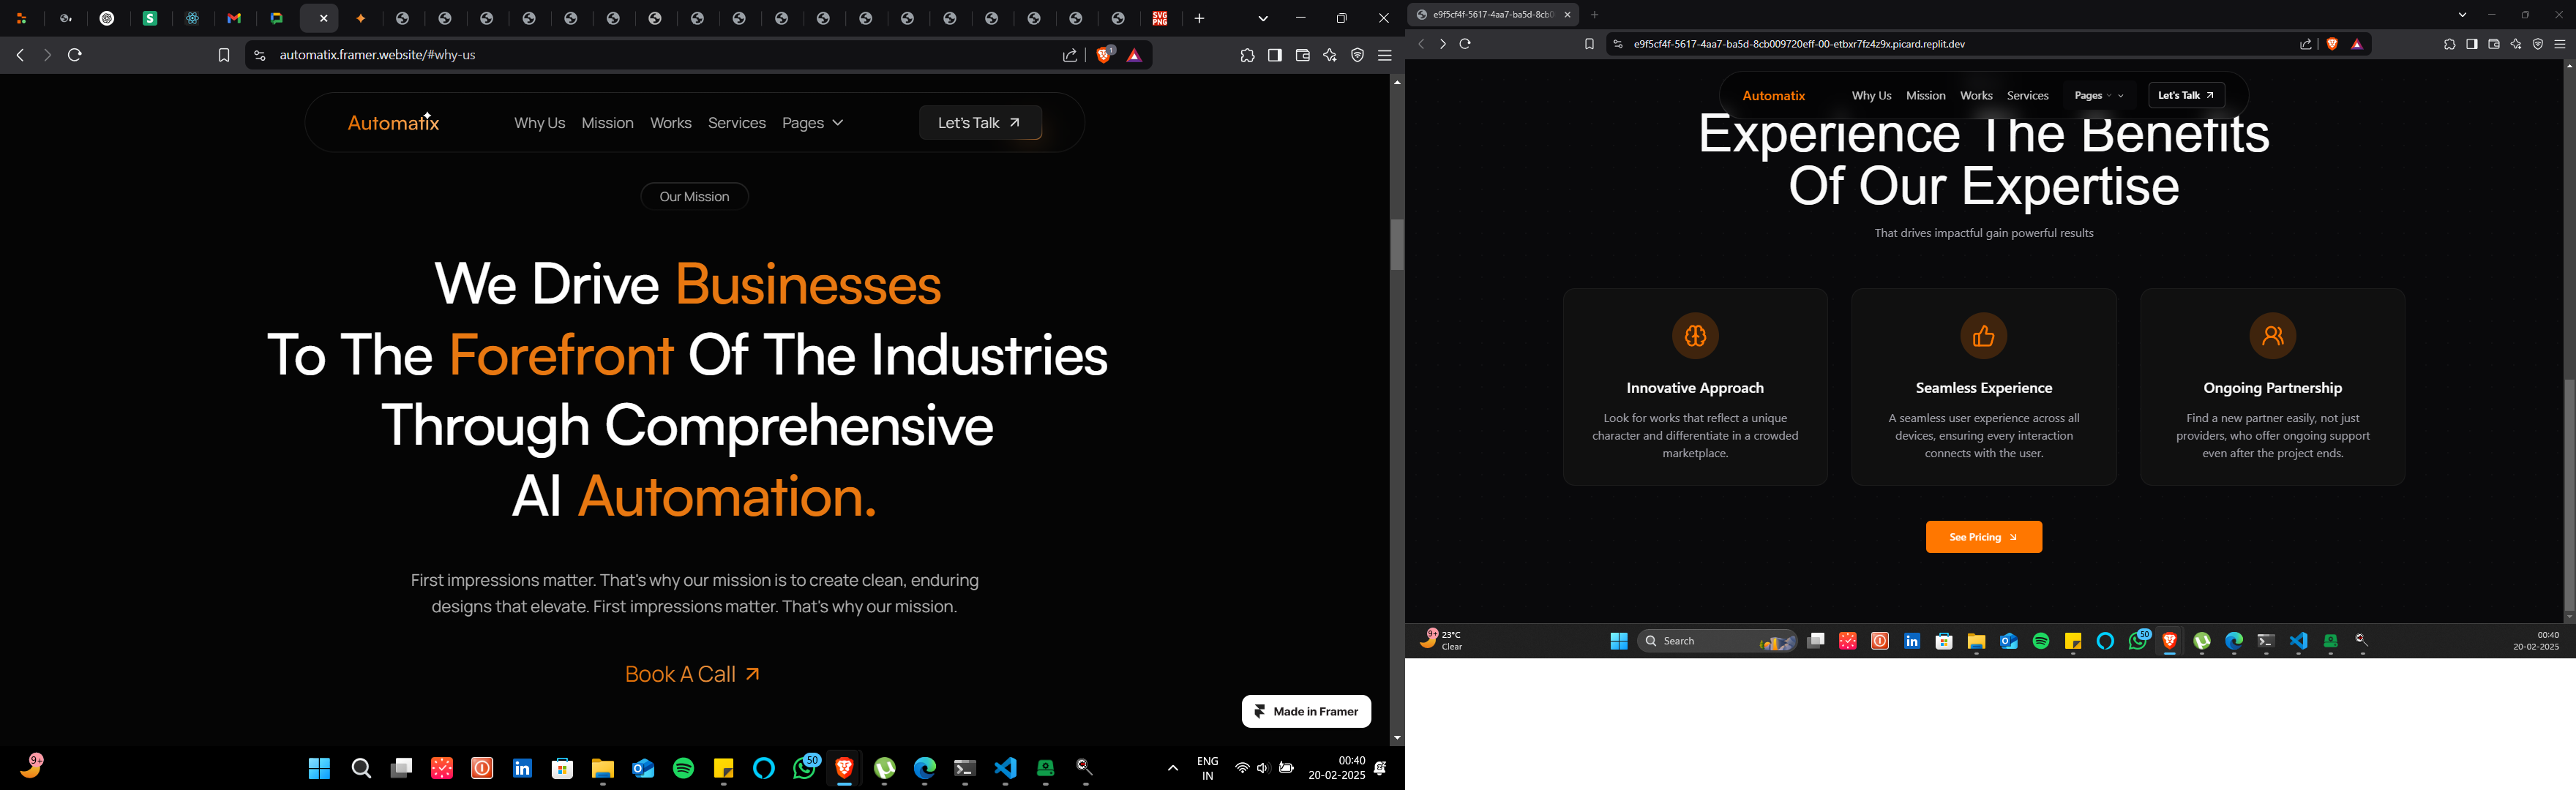 automatix.framer.website/#why-us
1
Automatix
Why Us
Mission
Works
Services
Pages
Let's Talk
Our Mission
We Drive Businesses
To The Forefront Of The Industries
Through Comprehensive
AI Automation.
First impressions matter. That's why our mission is to create clean, enduring
designs that elevate. First impressions matter. That's why our mission.
Book A Call
Made in Framer
9+
50
ENG
IN
00:40
20-02-2025
e9f5cf4f-5617-4aa7-ba5d-8cb0
e9f5cf4f-5617-4aa7-ba5d-8cb009720eff-00-etbxr7fz4z9x.picard.replit.dev
Automatix
Why Us
Mission
Works
Services
Pages
Let's Talk
Experience The Benefits
Of Our Expertise
That drives impactful gain powerful results
Innovative Approach
Look for works that reflect a unique
character and differentiate in a crowded
marketplace.
Seamless Experience
A seamless user experience across all
devices, ensuring every interaction
connects with the user.
Ongoing Partnership
Find a new partner easily, not just
providers, who offer ongoing support
even after the project ends.
See Pricing
9+
23°C
Clear
Search
50
00:40
20-02-2025